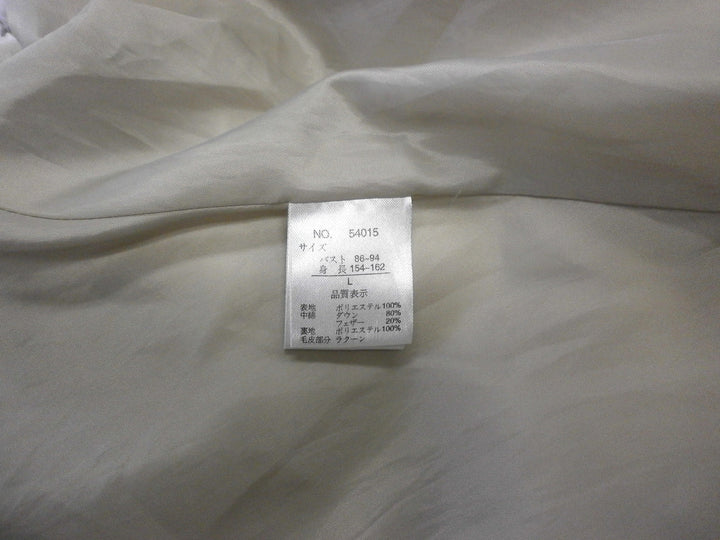 NO. 54015
サイズ
バスト 86-94
身長 154-162
L
品質表示
表地 ポリエステル100%
中綿 ダウン 80%
フェザー 20%
裏地 ポリエステル100%
毛皮部分 ラクーン